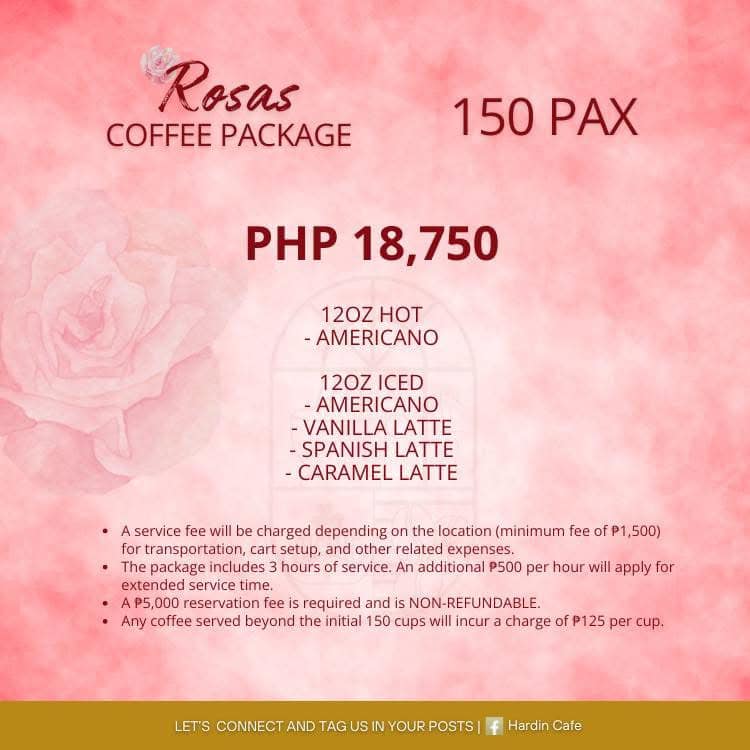 Rosas
COFFEE PACKAGE
150 PAX
PHP 18,750
12OZ HOT
- AMERICANO
12OZ ICED
- AMERICANO
- VANILLA LATTE
- SPANISH LATTE
- CARAMEL LATTE
• A service fee will be charged depending on the location (minimum fee of ₱1,500)
for transportation, cart setup, and other related expenses.
• The package includes 3 hours of service. An additional ₱500 per hour will apply for
extended service time.
• A ₱5,000 reservation fee is required and is NON-REFUNDABLE.
• Any coffee served beyond the initial 150 cups will incur a charge of ₱125 per cup.
LET'S CONNECT AND TAG US IN YOUR POSTS | f Hardin Cafe